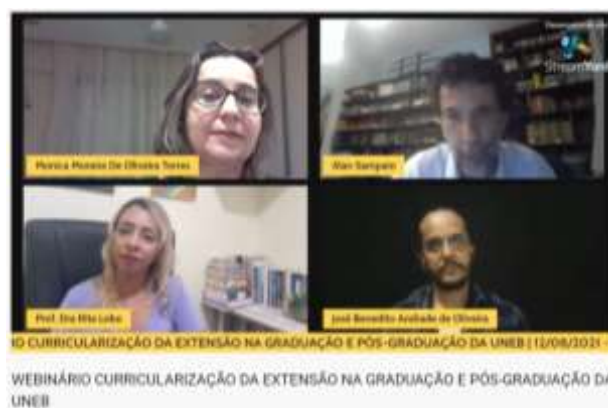 StreamYard
Monica Moreira De Oliveira Torres
Alan Sampaio
Prof. Dra Rita Lobo
José Benedito Andrade de Oliveira
IO CURRICULARIZAÇÃO DA EXTENSÃO NA GRADUAÇÃO E PÓS-GRADUAÇÃO DA UNEB | 12/08/2021 -
WEBINÁRIO CURRICULARIZAÇÃO DA EXTENSÃO NA GRADUAÇÃO E PÓS-GRADUAÇÃO DA
UNEB